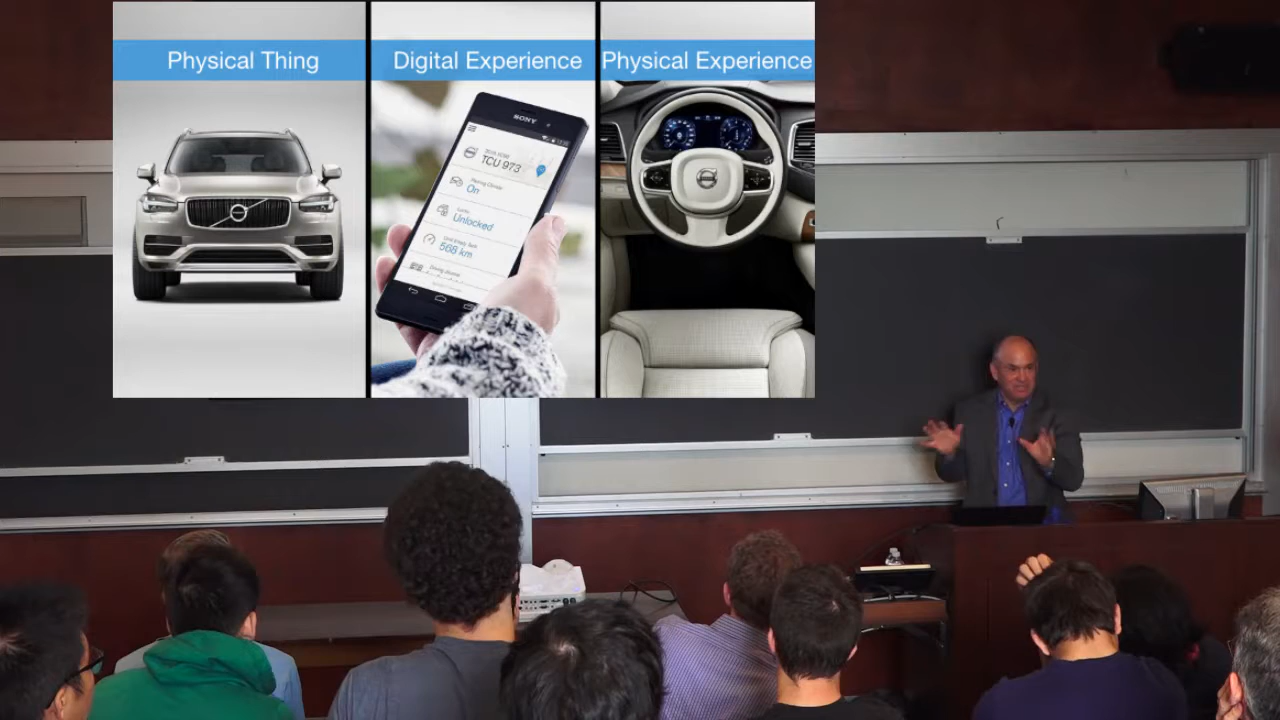 Physical Thing
Digital Experience
Physical Experience
SONY
TCU 973
On
Unlocked
568 km